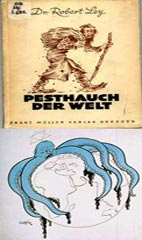 Dr. Robert Ley
PESTHAUCH
DER WELT
FRANZ MÜLLER VERLAG DRESDEN